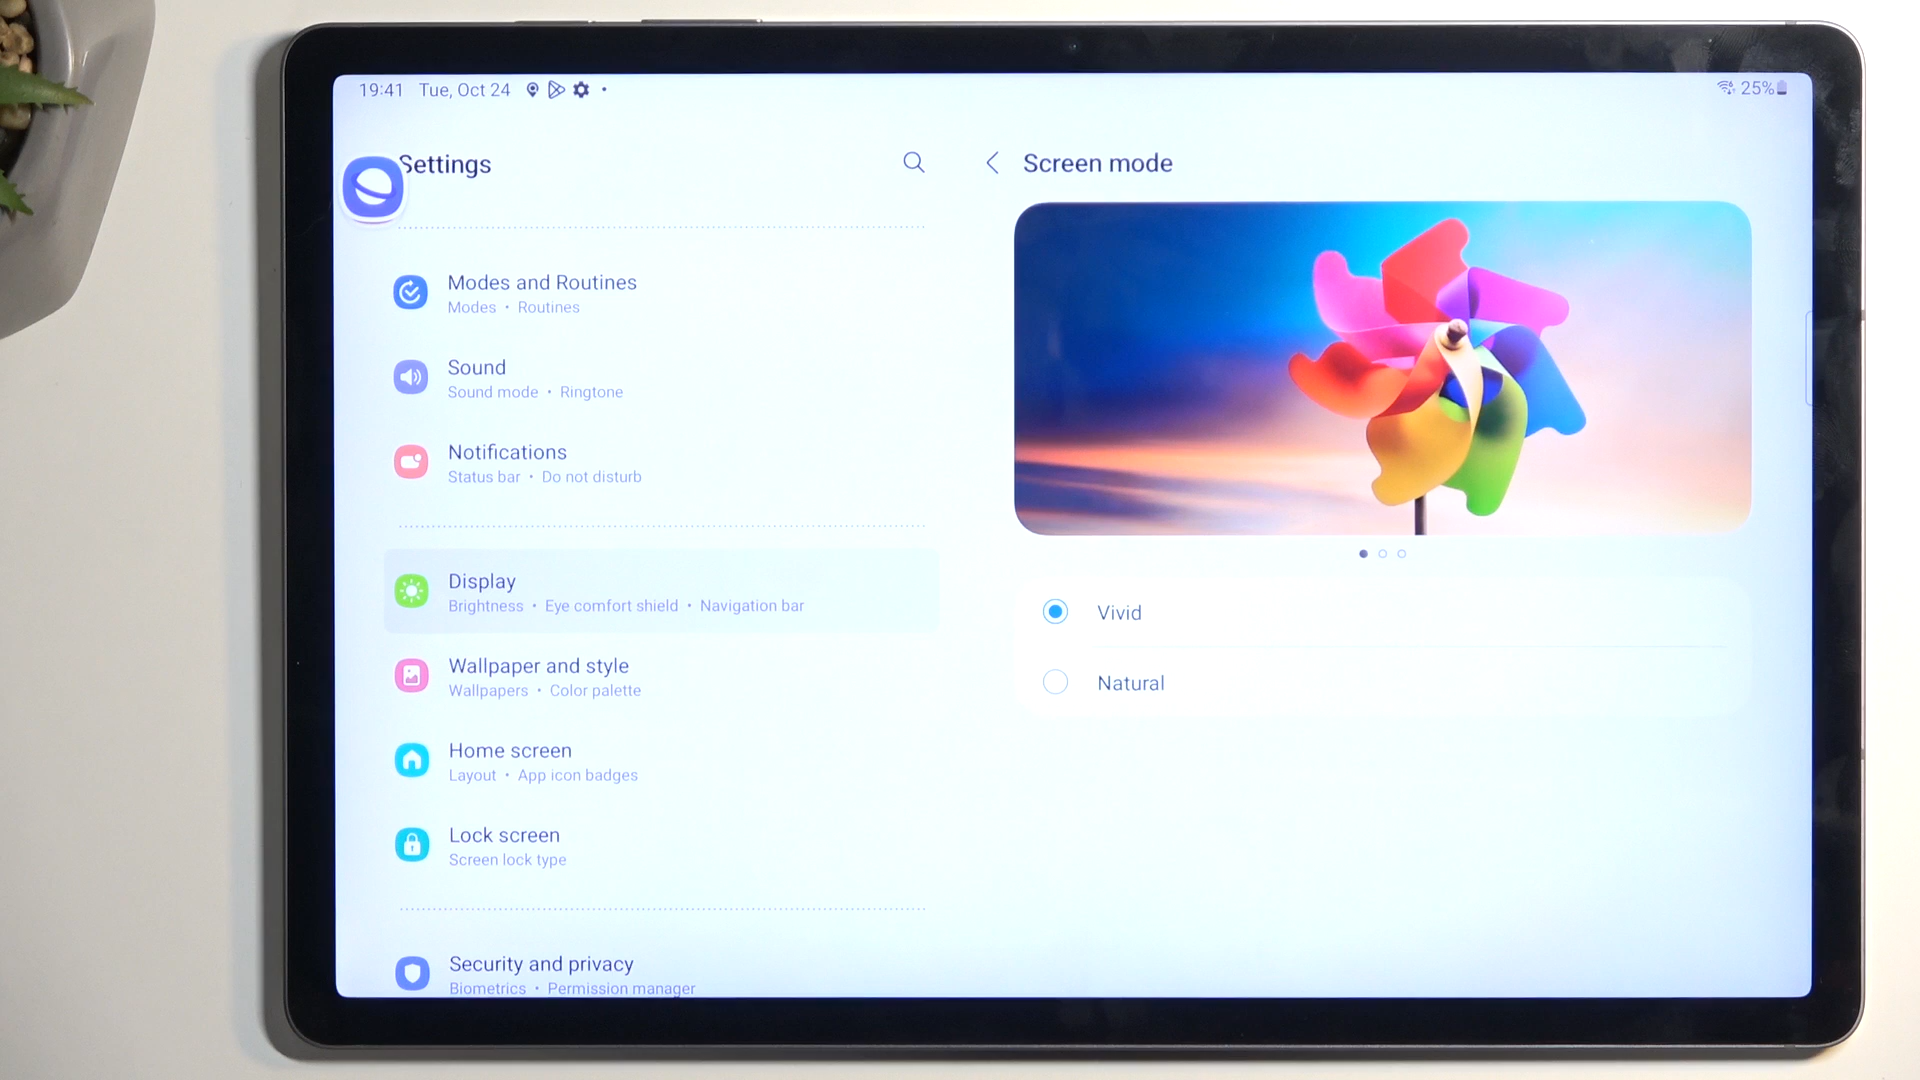 19:41 Tue, Oct 24
25%
Settings
Modes and Routines
Modes • Routines
Sound
Sound mode • Ringtone
Notifications
Status bar • Do not disturb
Display
Brightness • Eye comfort shield • Navigation bar
Wallpaper and style
Wallpapers • Color palette
Home screen
Layout • App icon badges
Lock screen
Screen lock type
Security and privacy
Biometrics • Permission manager
Screen mode
Vivid
Natural